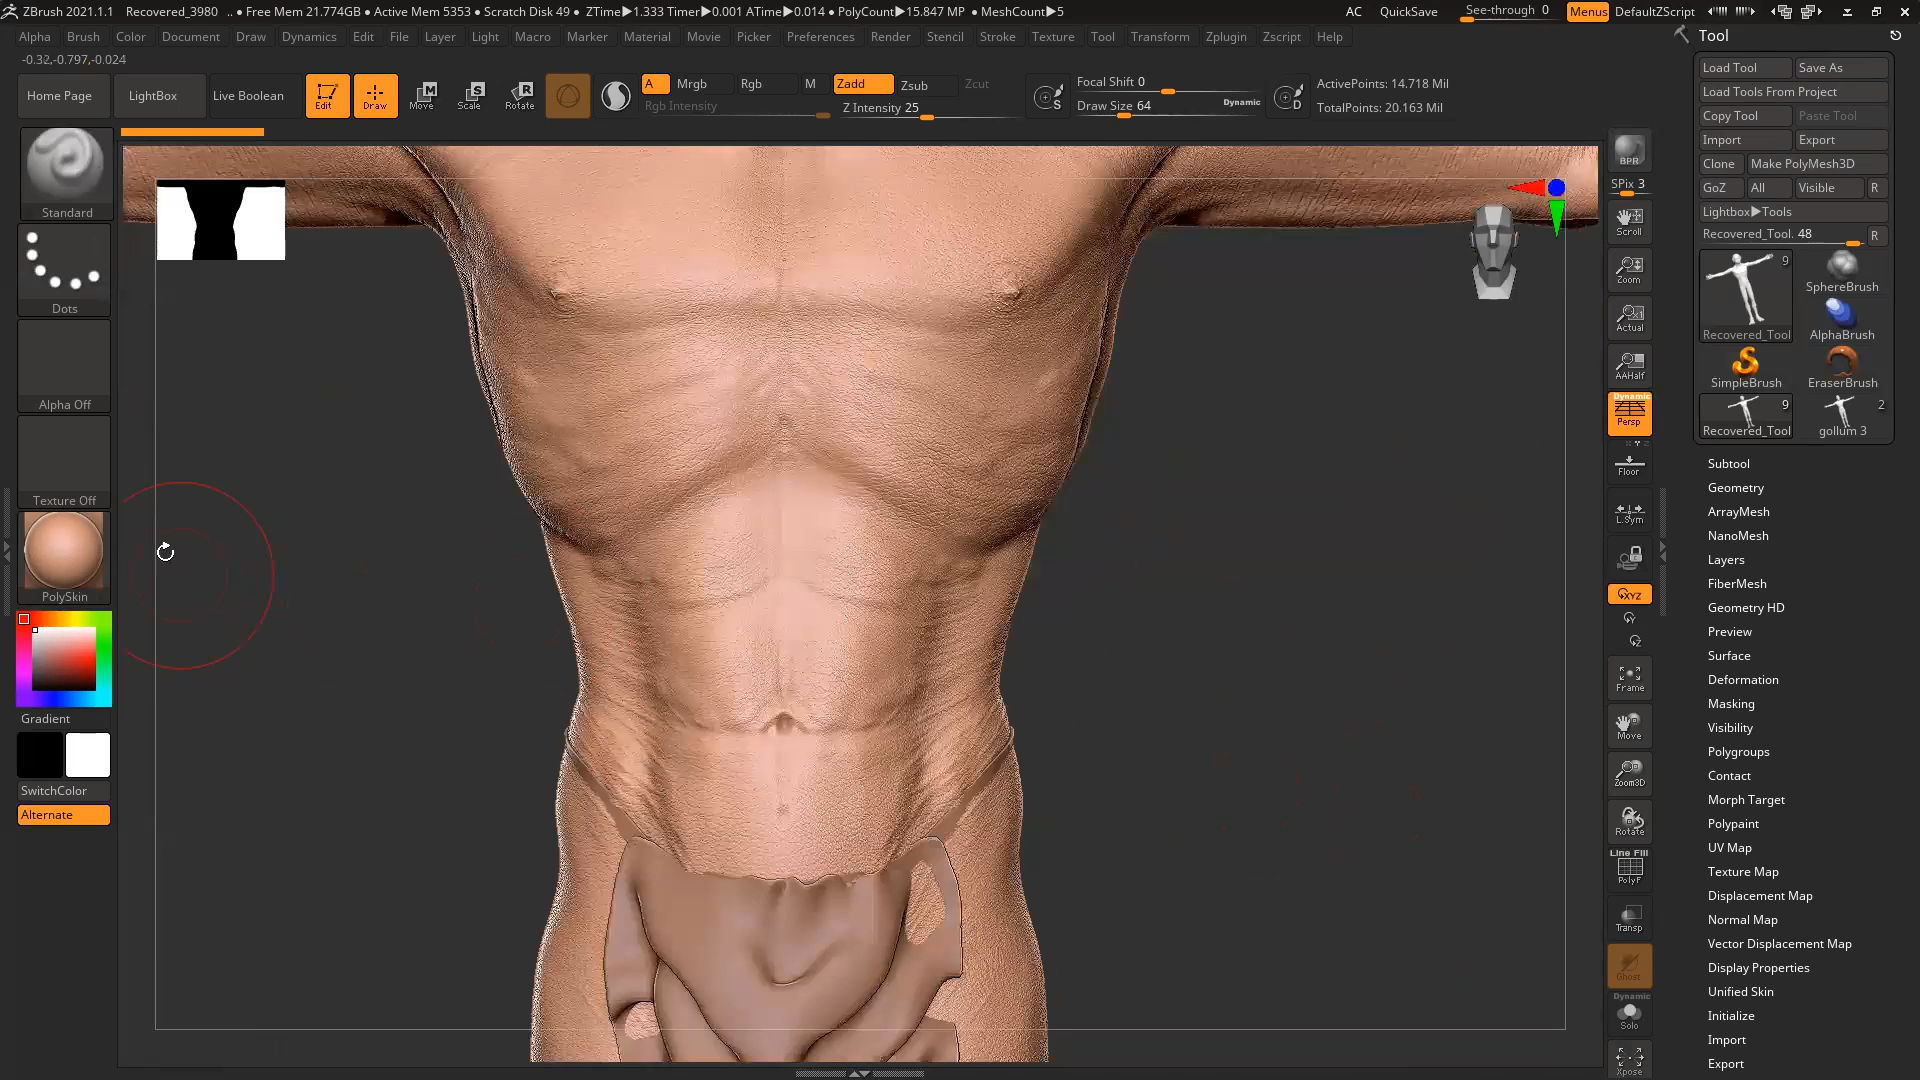 ZBrush 2021.1.1 Recovered_3980 .. ● Free Mem 21.774GB ● Active Mem 5353 ● Scratch Disk 49 ● ZTime▶1.333 Timer▶0.001 ATime▶0.014 ● PolyCount▶15.847 MP ● MeshCount▶5 AC QuickSave See-through 0 Menus DefaultZScript
Alpha Brush Color Document Draw Dynamics Edit File Layer Light Macro Marker Material Movie Picker Preferences Render Stencil Stroke Texture Tool Transform Zplugin Zscript Help
-0.32,-0.797,-0.024
Home Page LightBox Live Boolean Edit Draw Move Scale Rotate
A Mrgb Rgb M Zadd Zsub Zcut
Rgb Intensity Z Intensity 25
S Focal Shift 0
Draw Size 64 Dynamic D
ActivePoints: 14.718 Mil
TotalPoints: 20.163 Mil
Standard
Dots
Alpha Off
Texture Off
PolySkin
Gradient
SwitchColor
Alternate
BPR
SPix 3
Scroll
Zoom
Actual
AAHalf
Dynamic
Persp
Floor
L.Sym
XYZ
Y
Z
Frame
Move
Zoom3D
Rotate
Line Fill
PolyF
Transp
Ghost
Dynamic
Solo
Xpose
Tool
Load Tool Save As
Load Tools From Project
Copy Tool Paste Tool
Import Export
Clone Make PolyMesh3D
GoZ All Visible R
Lightbox▶Tools
Recovered_Tool. 48 R
9
Recovered_Tool
SphereBrush
AlphaBrush
SimpleBrush EraserBrush
9 2
Recovered_Tool gollum 3
Subtool
Geometry
ArrayMesh
NanoMesh
Layers
FiberMesh
Geometry HD
Preview
Surface
Deformation
Masking
Visibility
Polygroups
Contact
Morph Target
Polypaint
UV Map
Texture Map
Displacement Map
Normal Map
Vector Displacement Map
Display Properties
Unified Skin
Initialize
Import
Export